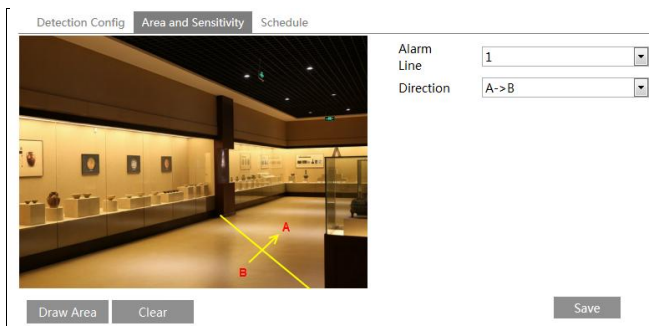 Detection Config Area and Sensitivity Schedule
Alarm Line 1
Direction A->B
A
B
Draw Area Clear Save